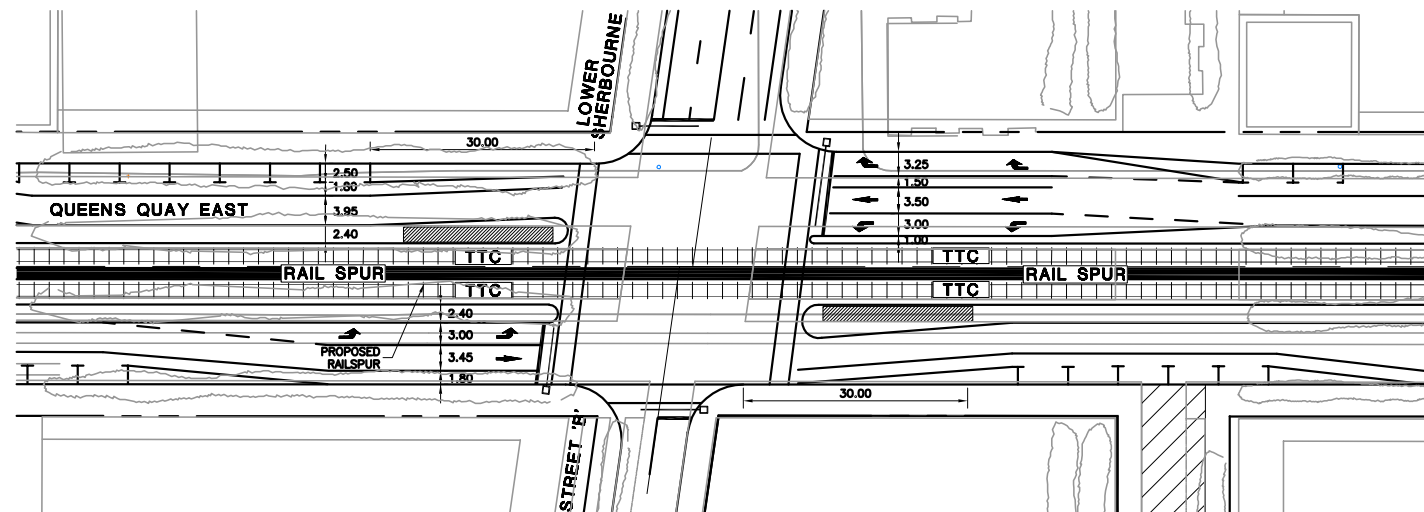 LOWER
SHERBOURNE
30.00
2.50
1.80
3.95
2.40
QUEENS QUAY EAST
3.25
1.50
3.50
3.00
1.00
TTC
TTC
RAIL SPUR
RAIL SPUR
TTC
TTC
2.40
3.00
3.45
1.80
PROPOSED
RAILSPUR
30.00
STREET 'R'